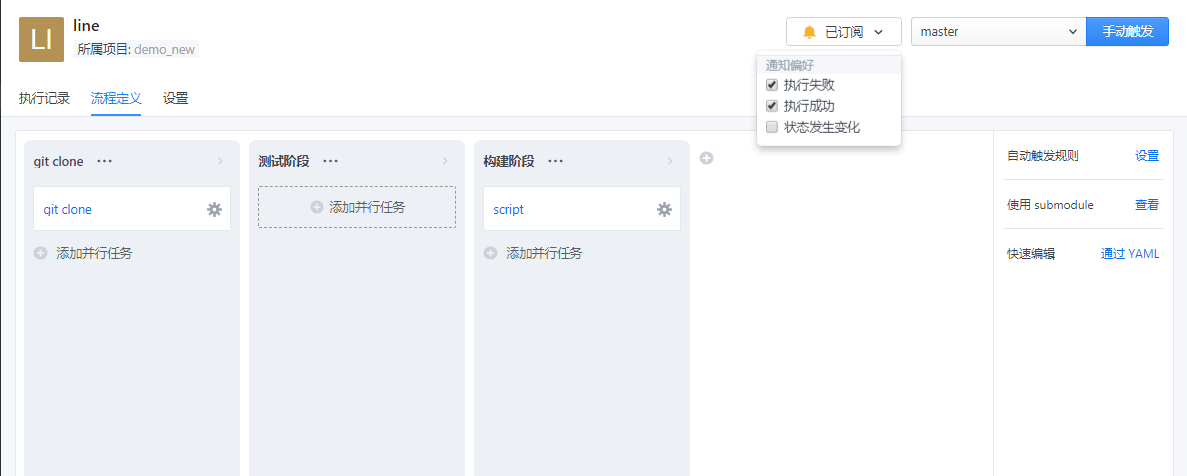 LI
line
所属项目: demo_new
已订阅
master
手动触发
通知偏好
执行失败
执行成功
状态发生变化
执行记录
流程定义
设置
git clone ···
测试阶段 ···
构建阶段 ···
git clone
添加并行任务
script
添加并行任务
添加并行任务
自动触发规则 设置
使用 submodule 查看
快速编辑 通过 YAML